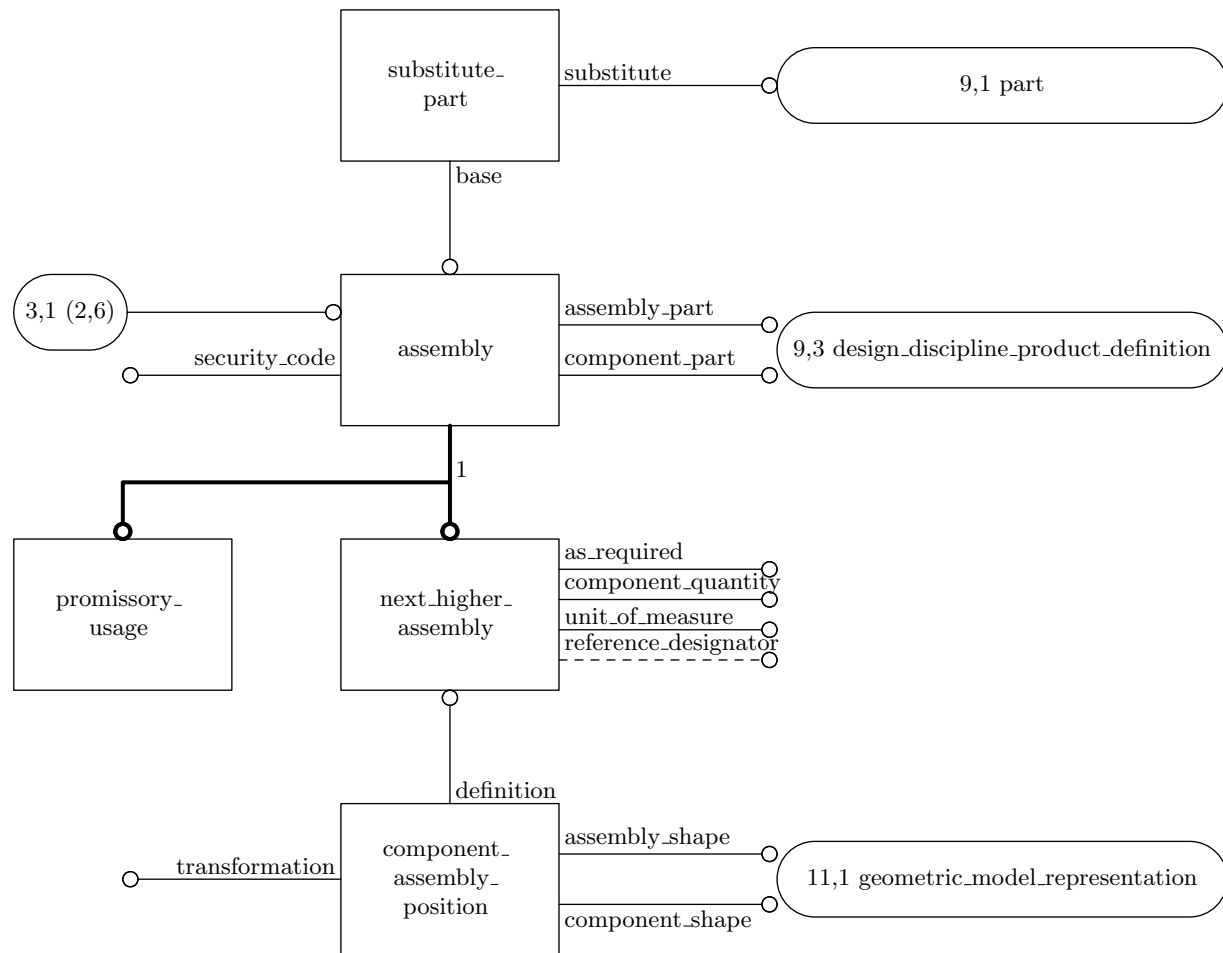 substitute_
part
substitute
9,1 part
base
3,1 (2,6)
security_code
assembly
assembly_part
component_part
9,3 design_discipline_product_definition
1
promissory_
usage
next_higher_
assembly
as_required
component_quantity
unit_of_measure
reference_designator
definition
transformation
component_
assembly_
position
assembly_shape
component_shape
11,1 geometric_model_representation